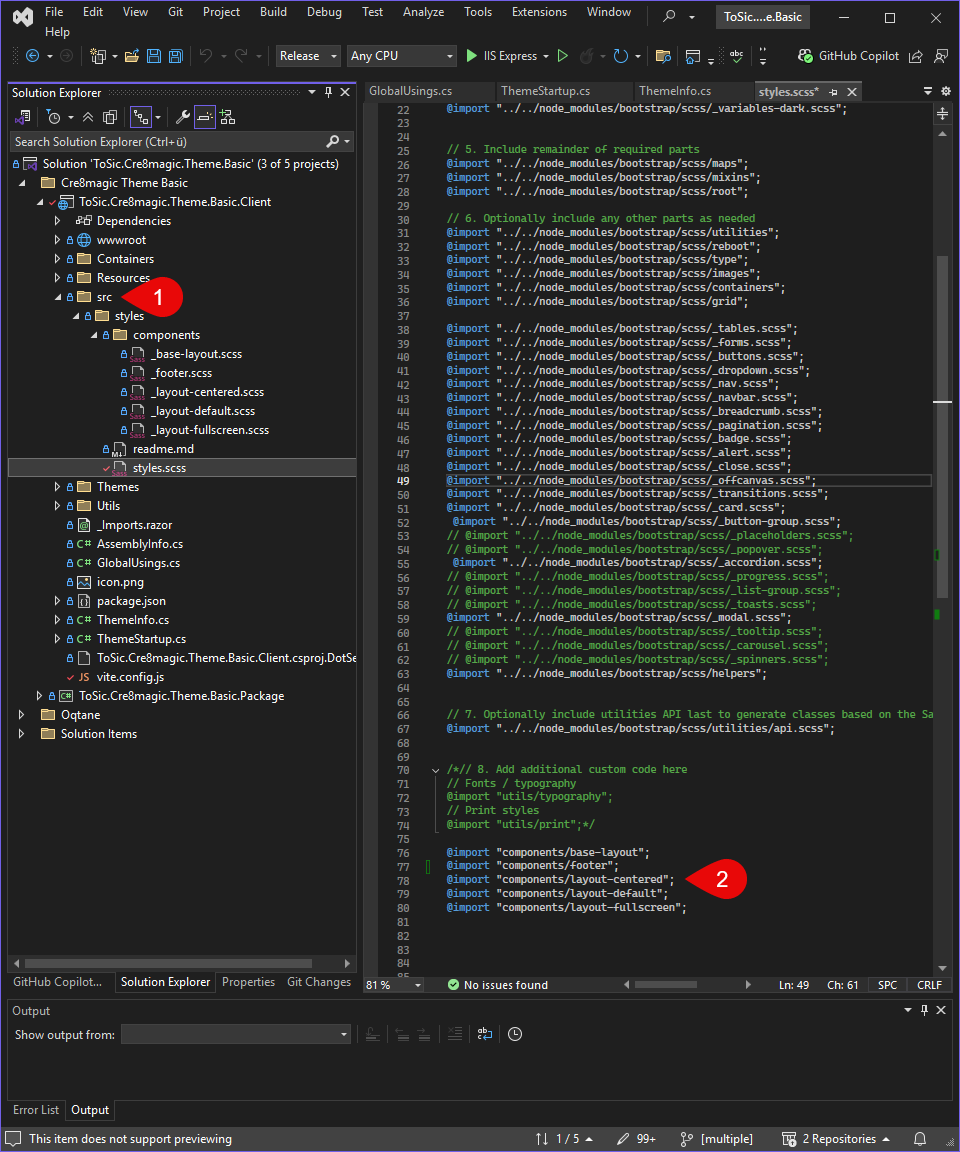 File Edit View Git Project Build Debug Test Analyze Tools Extensions Window
Help
ToSic....e.Basic
Release Any CPU IIS Express GitHub Copilot
Solution Explorer
Search Solution Explorer (Ctrl+ü)
Solution 'ToSic.Cre8magic.Theme.Basic' (3 of 5 projects)
Cre8magic Theme Basic
ToSic.Cre8magic.Theme.Basic.Client
Dependencies
wwwroot
Containers
Resources
src
1
styles
components
_base-layout.scss
_footer.scss
_layout-centered.scss
_layout-default.scss
_layout-fullscreen.scss
readme.md
styles.scss
Themes
Utils
_Imports.razor
C# AssemblyInfo.cs
C# GlobalUsings.cs
icon.png
package.json
C# ThemeInfo.cs
C# ThemeStartup.cs
ToSic.Cre8magic.Theme.Basic.Client.csproj.DotSe
JS vite.config.js
ToSic.Cre8magic.Theme.Basic.Package
Oqtane
Solution Items
GitHub Copilot... Solution Explorer Properties Git Changes
GlobalUsings.cs ThemeStartup.cs ThemeInfo.cs styles.scss*
22 @import "../../node_modules/bootstrap/scss/_variables-dark.scss";
23
24
25 // 5. Include remainder of required parts
26 @import "../../node_modules/bootstrap/scss/maps";
27 @import "../../node_modules/bootstrap/scss/mixins";
28 @import "../../node_modules/bootstrap/scss/root";
29
30 // 6. Optionally include any other parts as needed
31 @import "../../node_modules/bootstrap/scss/utilities";
32 @import "../../node_modules/bootstrap/scss/reboot";
33 @import "../../node_modules/bootstrap/scss/type";
34 @import "../../node_modules/bootstrap/scss/images";
35 @import "../../node_modules/bootstrap/scss/containers";
36 @import "../../node_modules/bootstrap/scss/grid";
37
38 @import "../../node_modules/bootstrap/scss/_tables.scss";
39 @import "../../node_modules/bootstrap/scss/_forms.scss";
40 @import "../../node_modules/bootstrap/scss/_buttons.scss";
41 @import "../../node_modules/bootstrap/scss/_dropdown.scss";
42 @import "../../node_modules/bootstrap/scss/_nav.scss";
43 @import "../../node_modules/bootstrap/scss/_navbar.scss";
44 @import "../../node_modules/bootstrap/scss/_breadcrumb.scss";
45 @import "../../node_modules/bootstrap/scss/_pagination.scss";
46 @import "../../node_modules/bootstrap/scss/_badge.scss";
47 @import "../../node_modules/bootstrap/scss/_alert.scss";
48 @import "../../node_modules/bootstrap/scss/_close.scss";
49 @import "../../node_modules/bootstrap/scss/_offcanvas.scss";
50 @import "../../node_modules/bootstrap/scss/_transitions.scss";
51 @import "../../node_modules/bootstrap/scss/_card.scss";
52 @import "../../node_modules/bootstrap/scss/_button-group.scss";
53 // @import "../../node_modules/bootstrap/scss/_placeholders.scss";
54 // @import "../../node_modules/bootstrap/scss/_popover.scss";
55 @import "../../node_modules/bootstrap/scss/_accordion.scss";
56 // @import "../../node_modules/bootstrap/scss/_progress.scss";
57 // @import "../../node_modules/bootstrap/scss/_list-group.scss";
58 // @import "../../node_modules/bootstrap/scss/_toasts.scss";
59 @import "../../node_modules/bootstrap/scss/_modal.scss";
60 // @import "../../node_modules/bootstrap/scss/_tooltip.scss";
61 // @import "../../node_modules/bootstrap/scss/_carousel.scss";
62 // @import "../../node_modules/bootstrap/scss/_spinners.scss";
63 @import "../../node_modules/bootstrap/scss/helpers";
64
65
66 // 7. Optionally include utilities API last to generate classes based on the Sa
67 @import "../../node_modules/bootstrap/scss/utilities/api.scss";
68
69
70 /*// 8. Add additional custom code here
71 // Fonts / typography
72 @import "utils/typography";
73 // Print styles
74 @import "utils/print";*/
75
76 @import "components/base-layout";
77 @import "components/footer";
78 @import "components/layout-centered";
2
79 @import "components/layout-default";
80 @import "components/layout-fullscreen";
81
82
83
84
85
81 % No issues found Ln: 49 Ch: 61 SPC CRLF
Output
Show output from:
Error List Output
This item does not support previewing 1 / 5 99+ [multiple] 2 Repositories